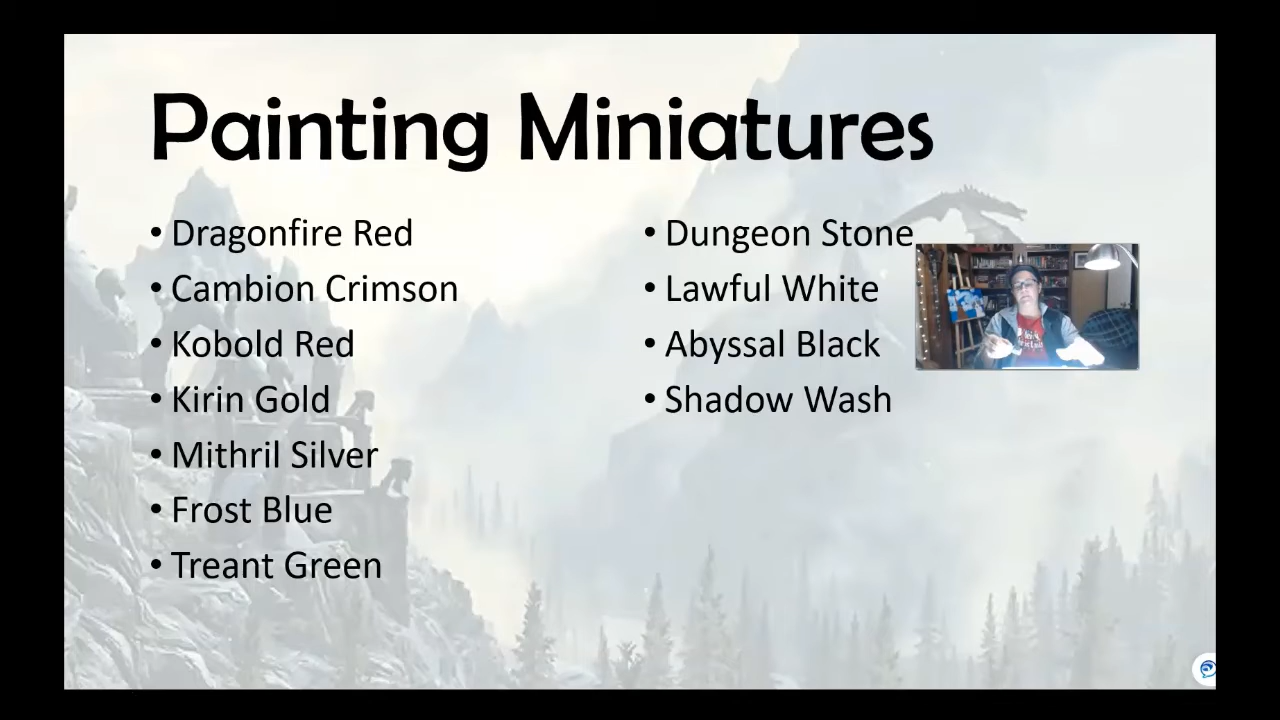 Painting Miniatures
• Dragonfire Red
• Cambion Crimson
• Kobold Red
• Kirin Gold
• Mithril Silver
• Frost Blue
• Treant Green
• Dungeon Stone
• Lawful White
• Abyssal Black
• Shadow Wash